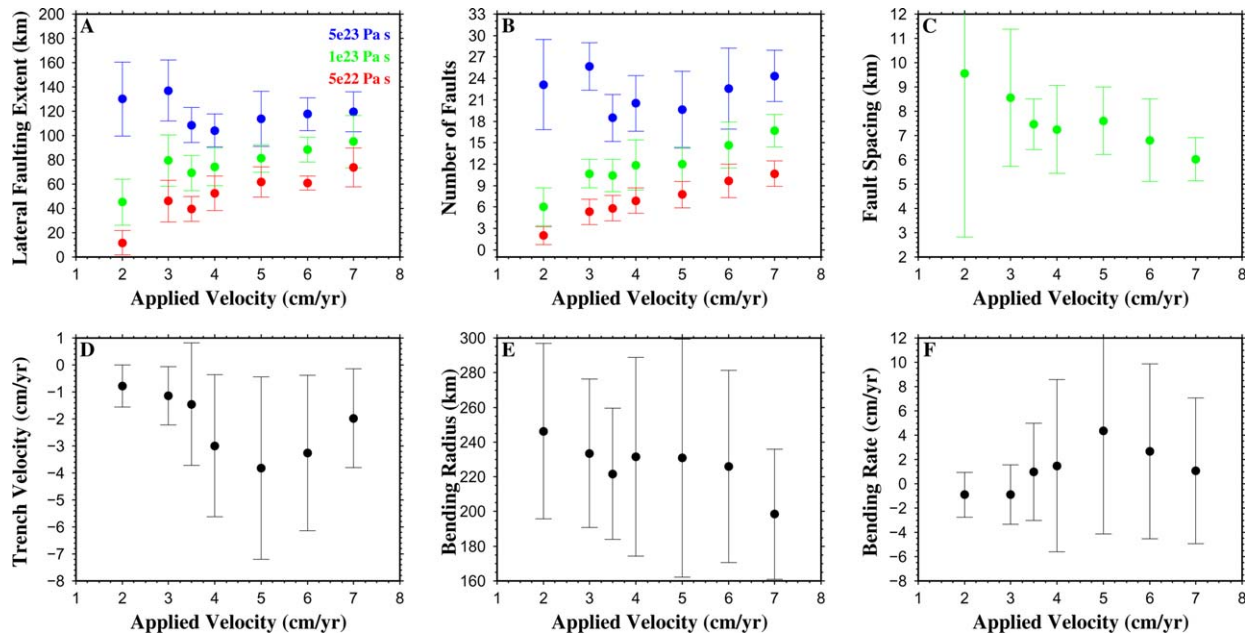 A
5e23 Pa s
1e23 Pa s
5e22 Pa s
Lateral Faulting Extent (km)
200
180
160
140
120
100
80
60
40
20
0
1 2 3 4 5 6 7 8
Applied Velocity (cm/yr)
B
Number of Faults
33
30
27
24
21
18
15
12
9
6
3
0
1 2 3 4 5 6 7 8
Applied Velocity (cm/yr)
C
Fault Spacing (km)
12
11
10
9
8
7
6
5
4
3
2
1 2 3 4 5 6 7 8
Applied Velocity (cm/yr)
D
Trench Velocity (cm/yr)
1
0
−1
−2
−3
−4
−5
−6
−7
−8
1 2 3 4 5 6 7 8
Applied Velocity (cm/yr)
E
Bending Radius (km)
300
280
260
240
220
200
180
160
1 2 3 4 5 6 7 8
Applied Velocity (cm/yr)
F
Bending Rate (cm/yr)
12
10
8
6
4
2
0
−2
−4
−6
−8
1 2 3 4 5 6 7 8
Applied Velocity (cm/yr)